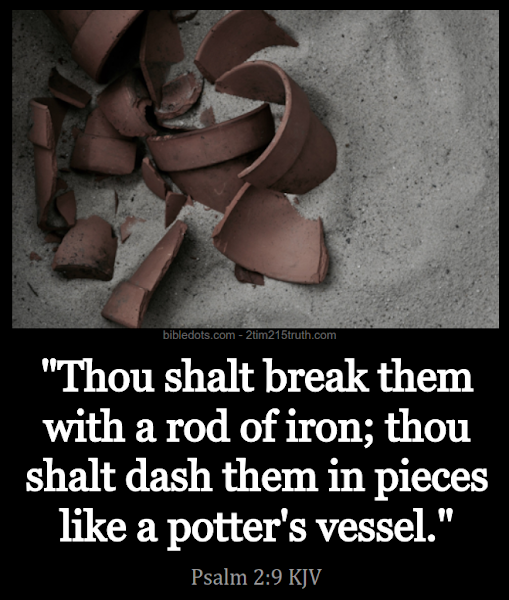 bibledots.com - 2tim215truth.com
"Thou shalt break them
with a rod of iron; thou
shalt dash them in pieces
like a potter's vessel."
Psalm 2:9 KJV